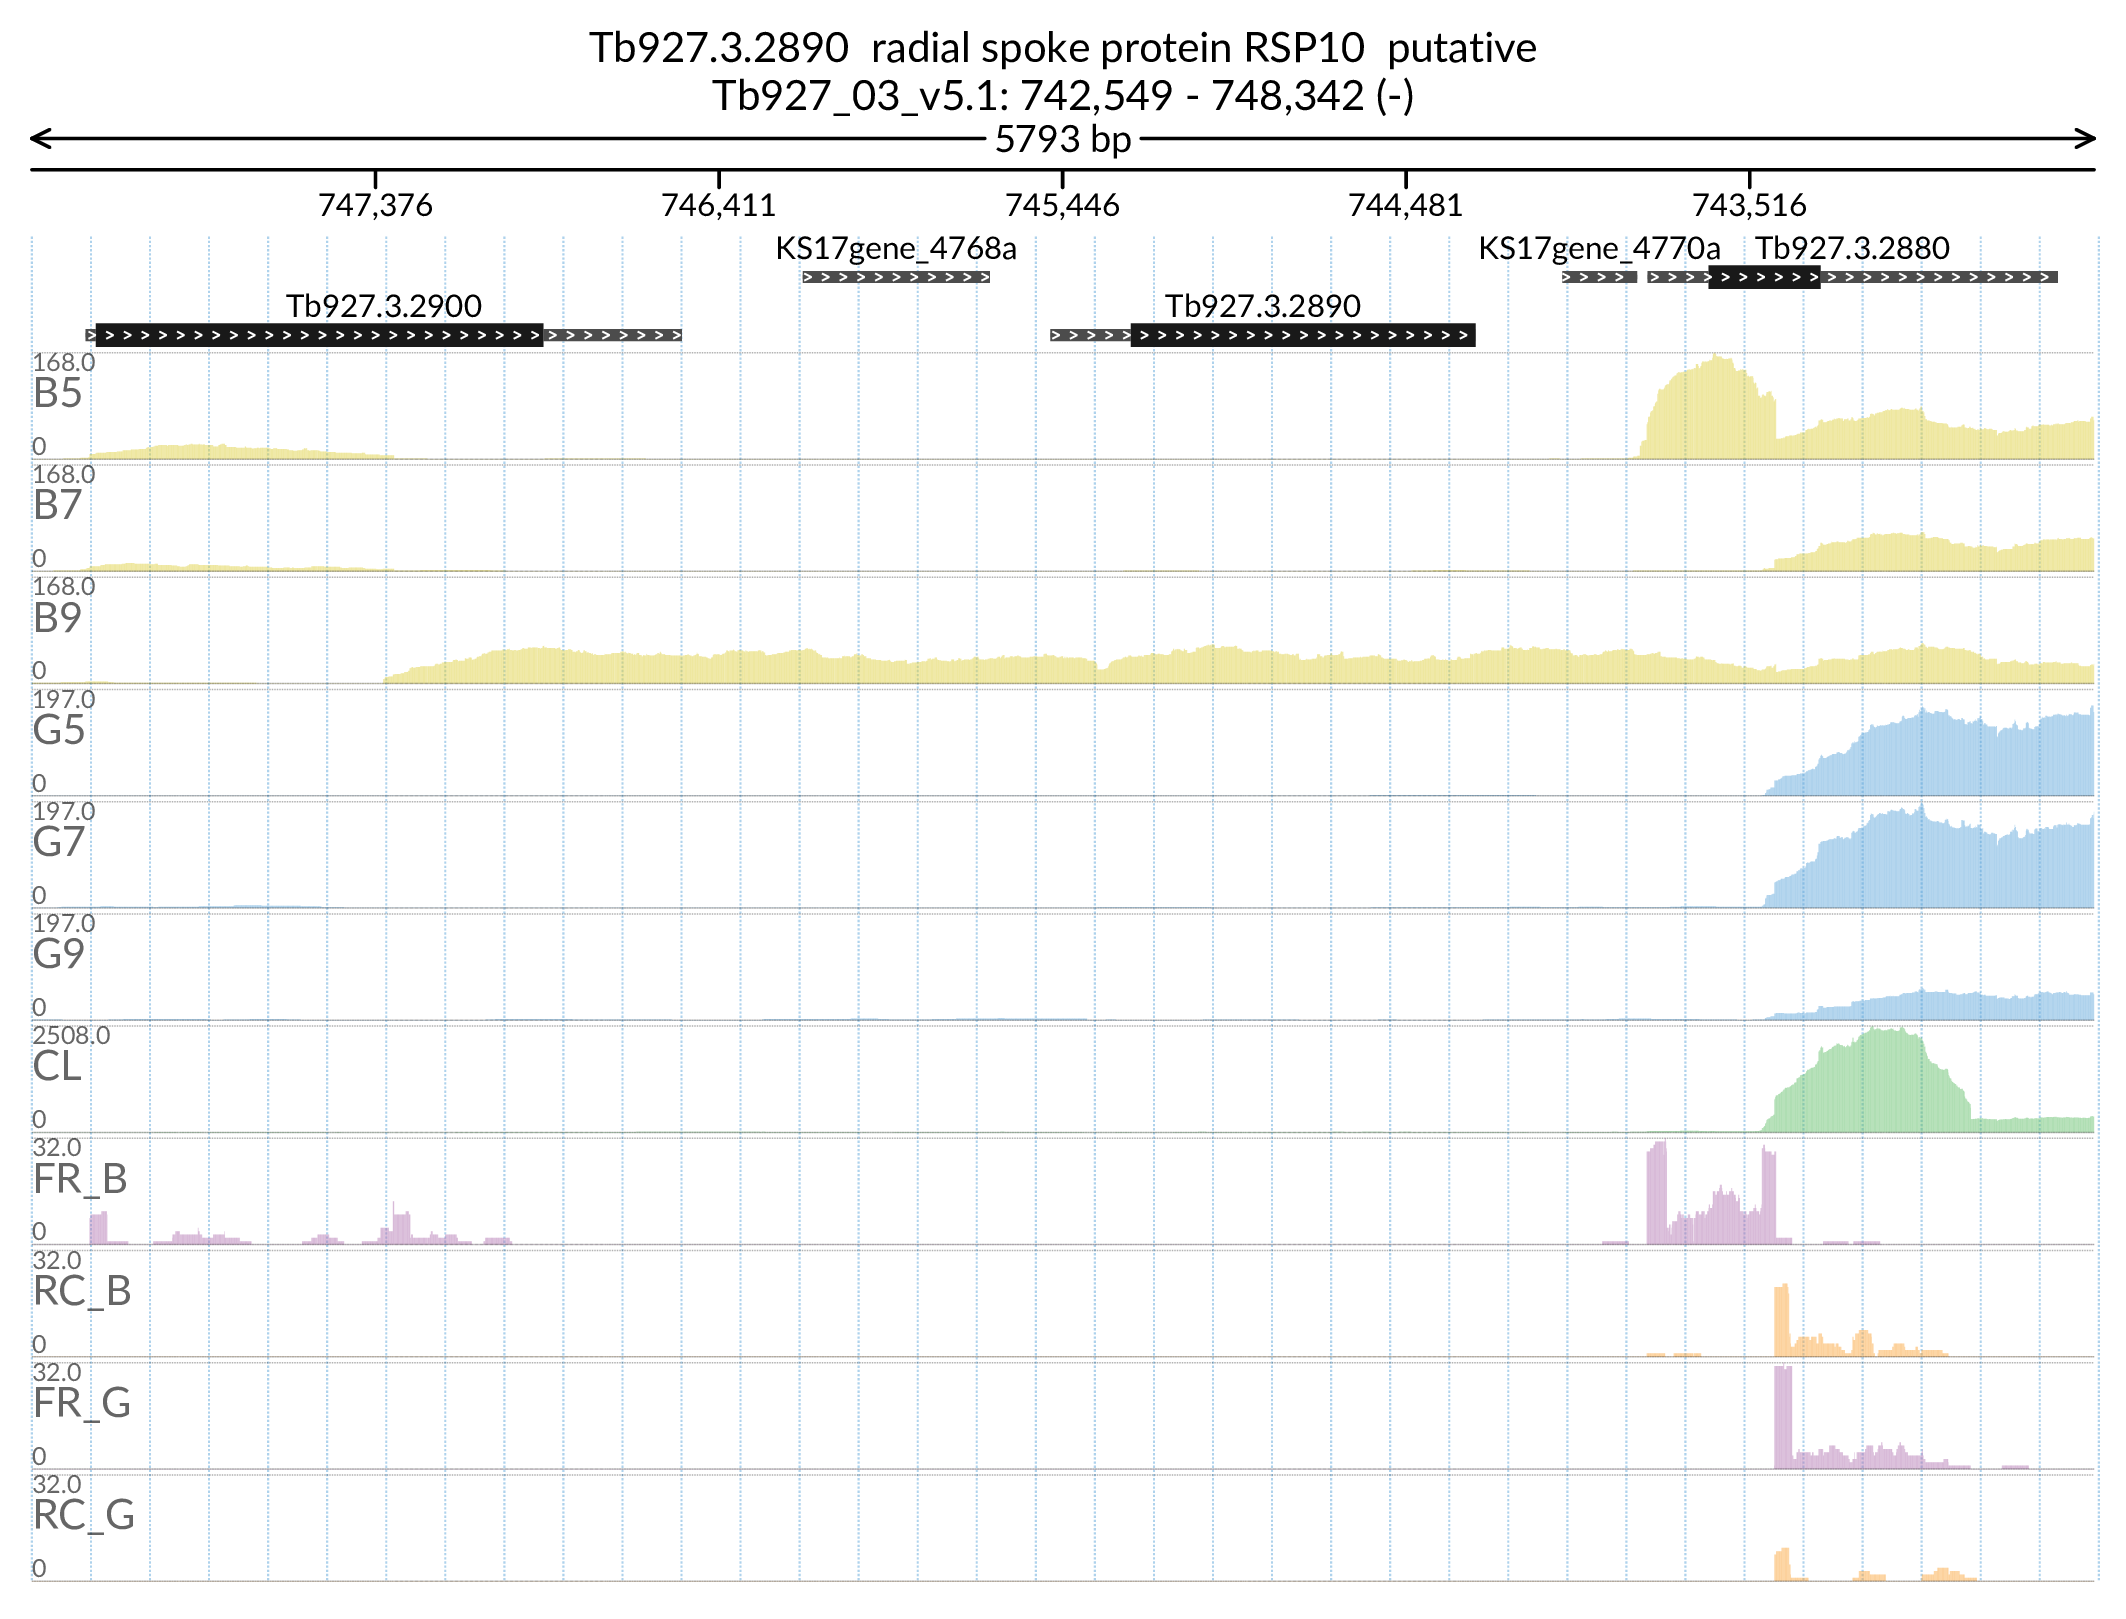 Tb927.3.2890  radial spoke protein RSP10  putative
Tb927_03_v5.1: 742,549 - 748,342 (-)
5793 bp
747,376 746,411 745,446 744,481 743,516
KS17gene_4768a KS17gene_4770a Tb927.3.2880
Tb927.3.2900 Tb927.3.2890
168.0
B5
0
168.0
B7
0
168.0
B9
0
197.0
G5
0
197.0
G7
0
197.0
G9
0
2508.0
CL
0
32.0
FR_B
0
32.0
RC_B
0
32.0
FR_G
0
32.0
RC_G
0